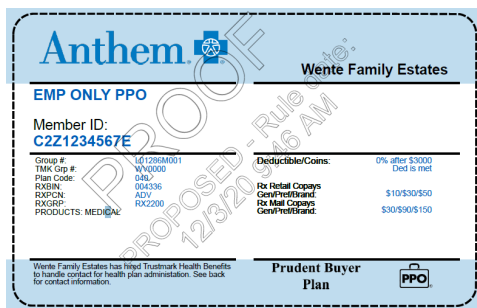 Anthem
Wente Family Estates
EMP ONLY PPO
Member ID:
C2Z1234567E
Group #: L01286M001
TMK Grp #: WY0000
Plan Code: 040
RXBIN: 004336
RXPCN: ADV
RXGRP: RX2200
PRODUCTS: MEDICAL
Deductible/Coins: 0% after $3000
Ded is met
Rx Retail Copays
Gen/Pref/Brand: $10/$30/$50
Rx Mail Copays
Gen/Pref/Brand: $30/$90/$150
Wente Family Estates has hired Trustmark Health Benefits
to handle contact for health plan administation. See back
for contact information.
Prudent Buyer
Plan
PPO
PROOF
PROPOSED - Rule date:
12/3/20 9:46 AM